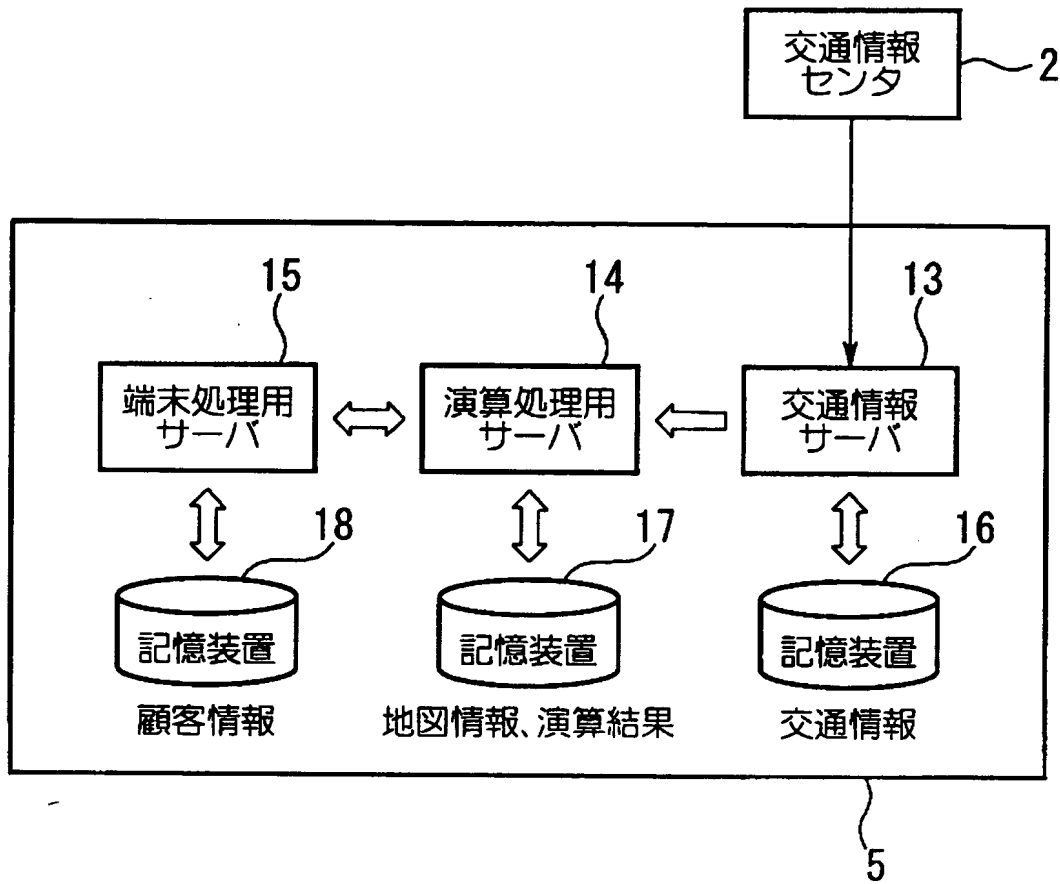 交通情報
センタ
2
15
14
13
端末処理用
サーバ
演算処理用
サーバ
交通情報
サーバ
18
17
16
記憶装置
記憶装置
記憶装置
顧客情報
地図情報、演算結果
交通情報
5